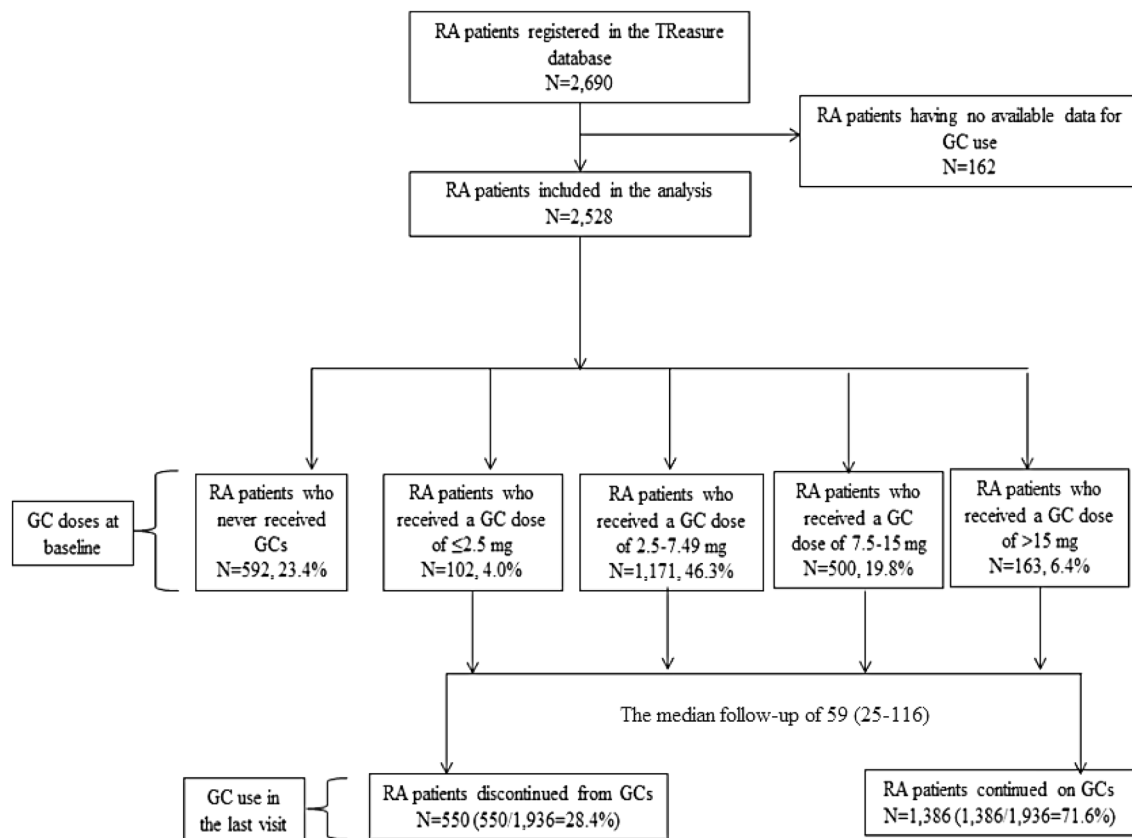 RA patients registered in the TReasure
database
N=2,690
RA patients having no available data for
GC use
N=162
RA patients included in the analysis
N=2,528
GC doses at
baseline
RA patients who
never received
GCs
N=592, 23.4%
RA patients who
received a GC dose
of ≤2.5 mg
N=102, 4.0%
RA patients who
received a GC dose
of 2.5-7.49 mg
N=1,171, 46.3%
RA patients who
received a GC
dose of 7.5-15 mg
N=500, 19.8%
RA patients who
received a GC dose
of >15 mg
N=163, 6.4%
The median follow-up of 59 (25-116)
GC use in
the last visit
RA patients discontinued from GCs
N=550 (550/1,936=28.4%)
RA patients continued on GCs
N=1,386 (1,386/1,936=71.6%)